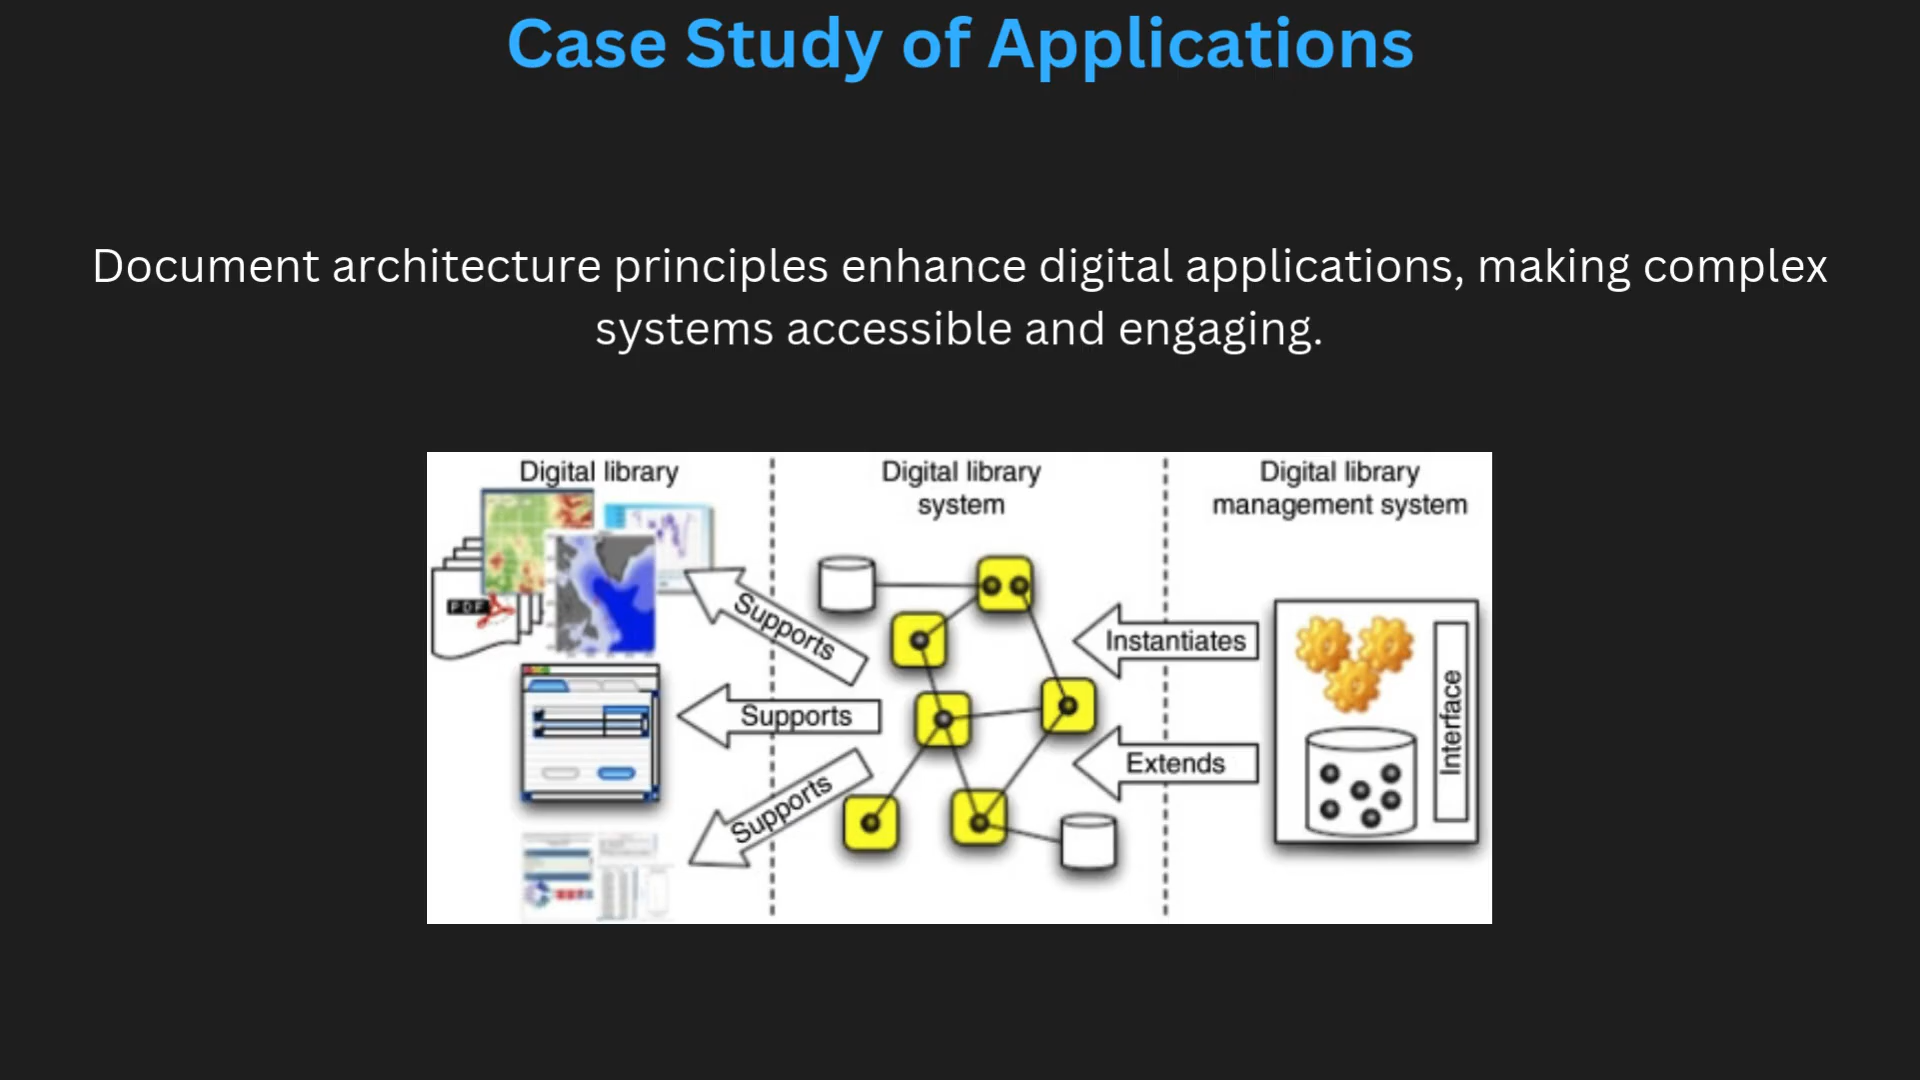 Case Study of Applications
Document architecture principles enhance digital applications, making complex
systems accessible and engaging.
Digital library
Digital library
system
Digital library
management system
PDF
Supports
Supports
Supports
Instantiates
Extends
Interface